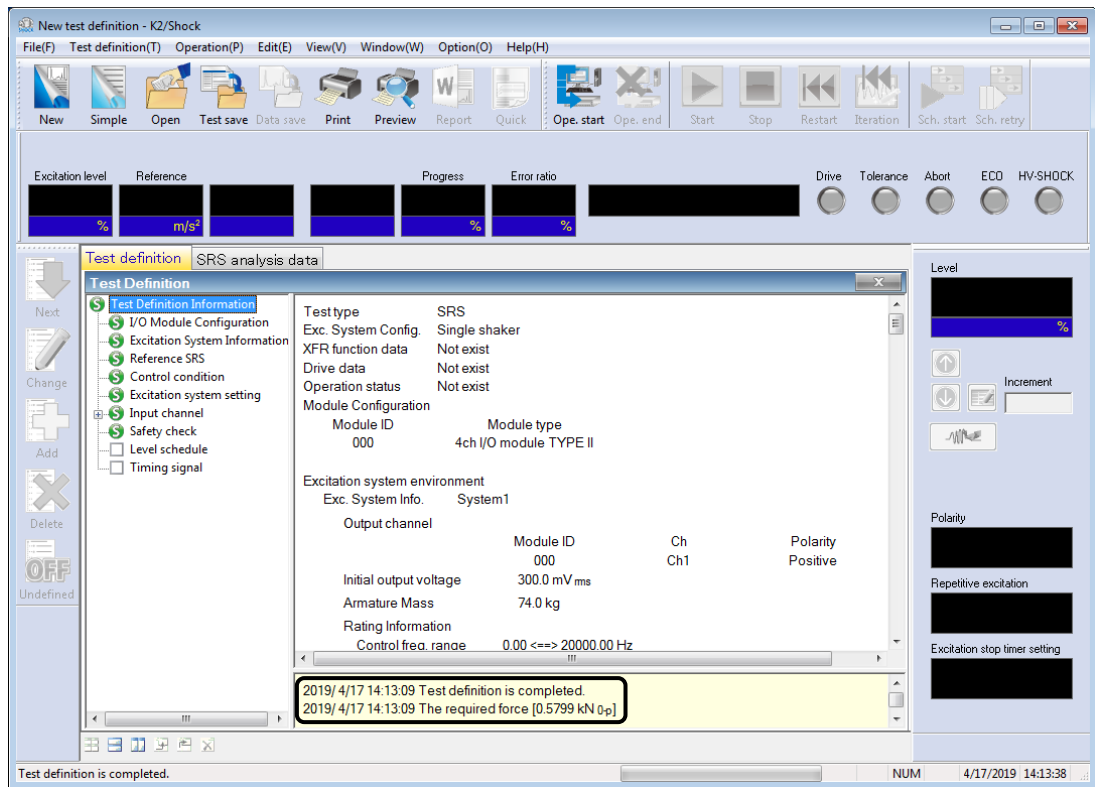 New test definition - K2/Shock
File(F) Test definition(T) Operation(P) Edit(E) View(V) Window(W) Option(O) Help(H)
New Simple Open Test save Data save Print Preview Report Quick Ope. start Ope. end Start Stop Restart Iteration Sch. start Sch. retry
Excitation level Reference Progress Error ratio Drive Tolerance Abort ECO HV-SHOCK
% m/s² % %
Test definition SRS analysis data
Test Definition
Next
Change
Add
Delete
OFF
Undefined
Test Definition Information
I/O Module Configuration
Excitation System Information
Reference SRS
Control condition
Excitation system setting
Input channel
Safety check
Level schedule
Timing signal
Test type SRS
Exc. System Config. Single shaker
XFR function data Not exist
Drive data Not exist
Operation status Not exist
Module Configuration
Module ID Module type
000 4ch I/O module TYPE II
Excitation system environment
Exc. System Info. System1
Output channel
Module ID Ch Polarity
000 Ch1 Positive
Initial output voltage 300.0 mV rms
Armature Mass 74.0 kg
Rating Information
Control freq. range 0.00 <==> 20000.00 Hz
2019/ 4/17 14:13:09 Test definition is completed.
2019/ 4/17 14:13:09 The required force [0.5799 kN 0-p]
Level
%
Increment
Polarity
Repetitive excitation
Excitation stop timer setting
Test definition is completed. NUM 4/17/2019 14:13:38